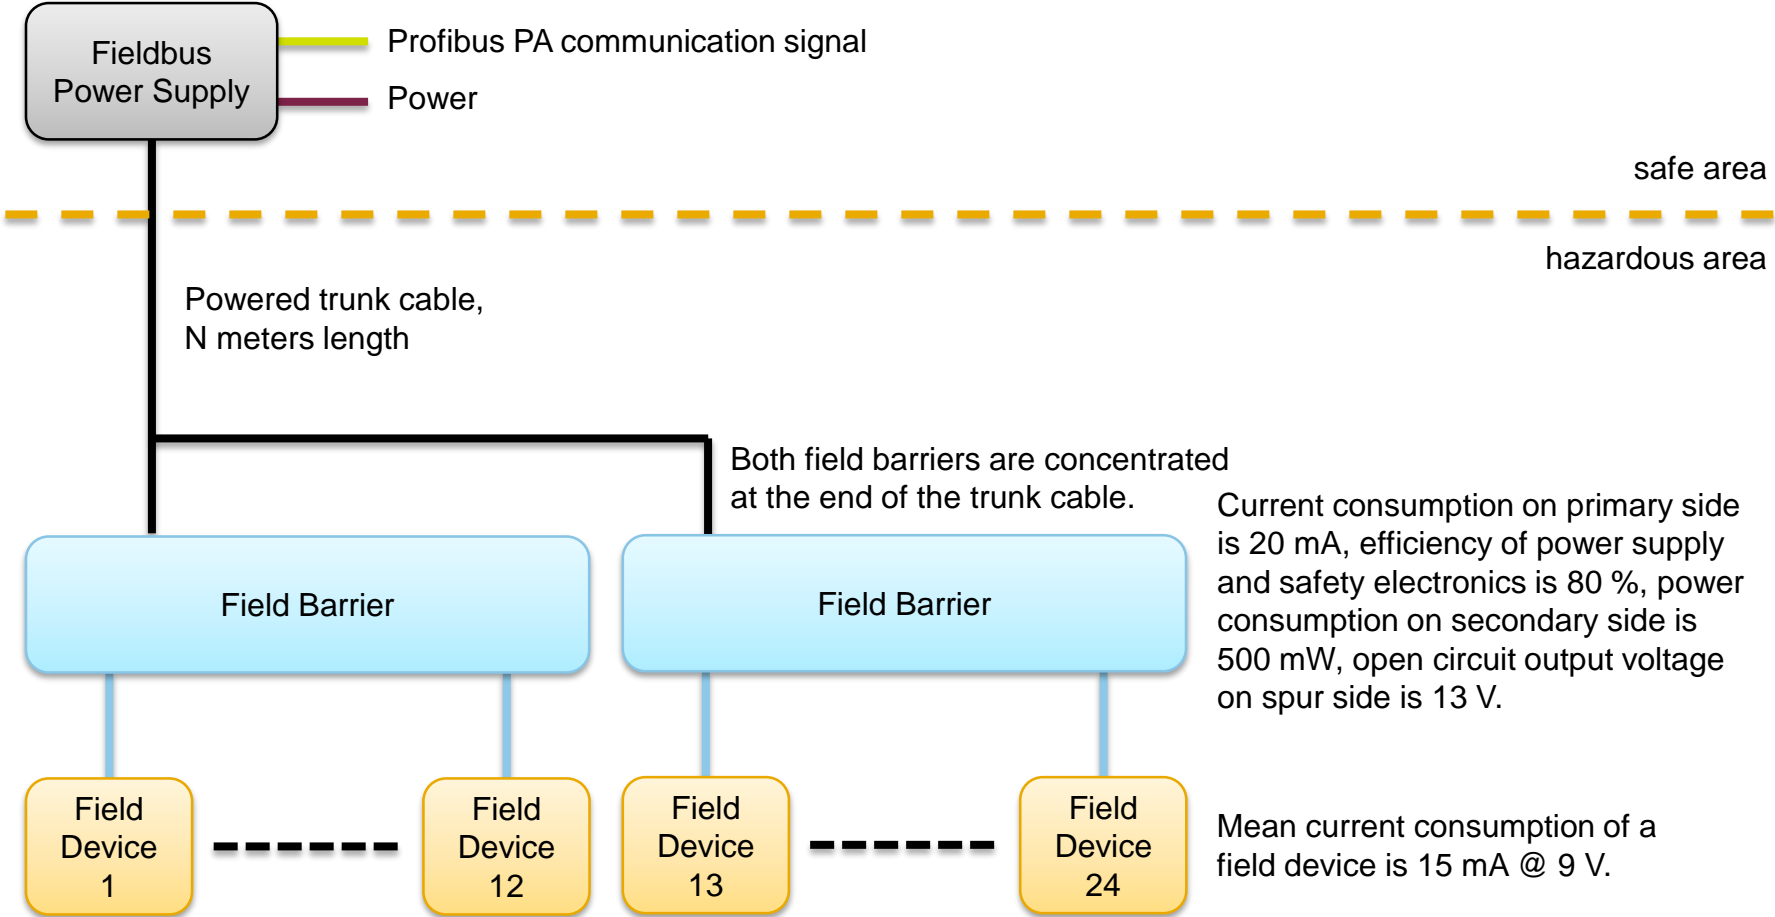 Fieldbus
Power Supply
Profibus PA communication signal
Power
safe area
hazardous area
Powered trunk cable,
N meters length
Both field barriers are concentrated
at the end of the trunk cable.
Current consumption on primary side
is 20 mA, efficiency of power supply
and safety electronics is 80 %, power
consumption on secondary side is
500 mW, open circuit output voltage
on spur side is 13 V.
Field Barrier
Field Barrier
Field
Device
1
Field
Device
12
Field
Device
13
Field
Device
24
Mean current consumption of a
field device is 15 mA @ 9 V.